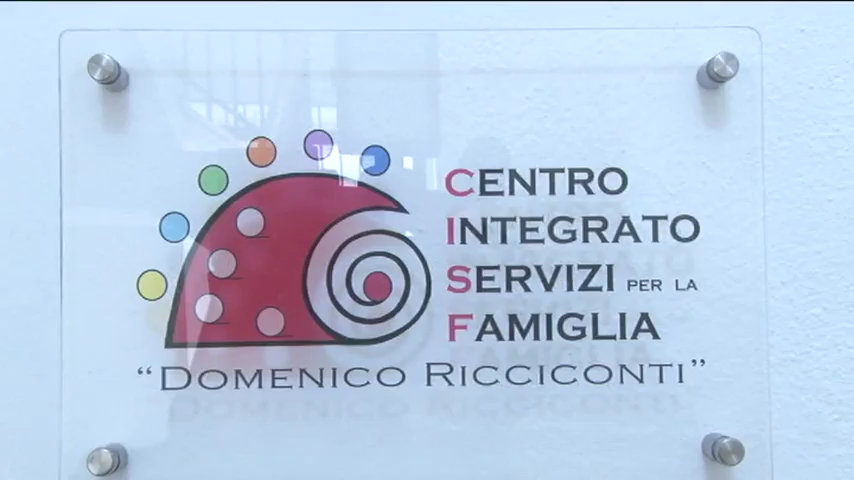 CENTRO
INTEGRATO
SERVIZI PER LA
FAMIGLIA
“DOMENICO RICCICONTI”